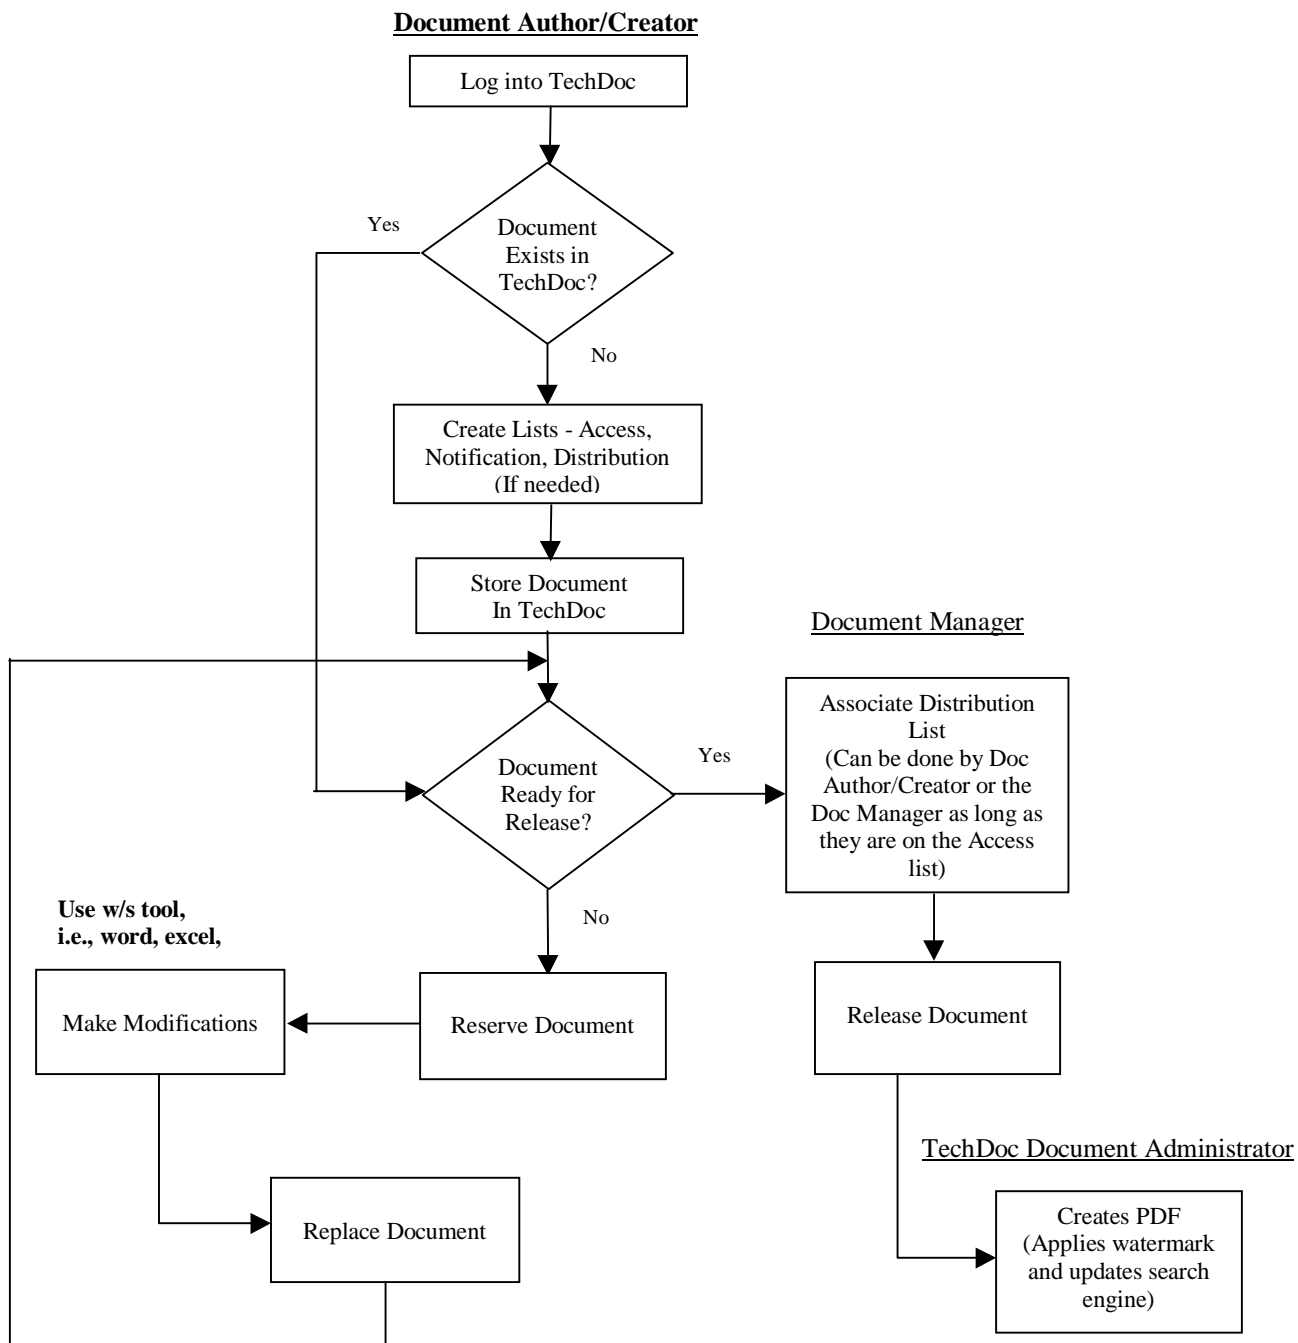 Document Author/Creator
Log into TechDoc
Yes
Document
Exists in
TechDoc?
No
Create Lists - Access,
Notification, Distribution
(If needed)
Store Document
In TechDoc
Document Manager
Associate Distribution
List
(Can be done by Doc
Author/Creator or the
Doc Manager as long as
they are on the Access
list)
Yes
Document
Ready for
Release?
No
Use w/s tool,
i.e., word, excel,
Make Modifications
Reserve Document
Release Document
TechDoc Document Administrator
Replace Document
Creates PDF
(Applies watermark
and updates search
engine)